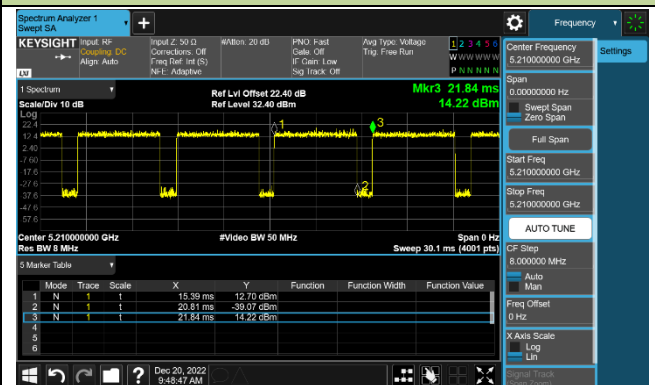 Spectrum Analyzer 1
Swept SA
Frequency
KEYSIGHT Input: RF
Coupling: DC
Align: Auto
Input Z: 50 Ω
Corrections: Off
Freq Ref: Int (S)
NFE: Adaptive
#Atten: 20 dB
PNO: Fast
Gate: Off
IF Gain: Low
Sig Track: Off
Avg Type: Voltage
Trig: Free Run
1 2 3 4 5 6
W W W W W W
P N N N N N
LXI
1 Spectrum
Scale/Div 10 dB
Ref Lvl Offset 22.40 dB
Ref Level 32.40 dBm
Mkr3 21.84 ms
14.22 dBm
Log
22.4
12.4
2.40
-7.60
-17.6
-27.6
-37.6
-47.6
-57.6
1
2
3
Center 5.210000000 GHz
Res BW 8 MHz
#Video BW 50 MHz
Span 0 Hz
Sweep 30.1 ms (4001 pts)
5 Marker Table
Mode Trace Scale X Y Function Function Width Function Value
1 N 1 t 15.39 ms 12.70 dBm
2 N 1 t 20.81 ms -39.07 dBm
3 N 1 t 21.84 ms 14.22 dBm
4
5
6
Dec 20, 2022
9:48:47 AM
Center Frequency
5.210000000 GHz
Settings
Span
0.00000000 Hz
Swept Span
Zero Span
Full Span
Start Freq
5.210000000 GHz
Stop Freq
5.210000000 GHz
AUTO TUNE
CF Step
8.000000 MHz
Auto
Man
Freq Offset
0 Hz
X Axis Scale
Log
Lin
Signal Track
(Span Zoom)